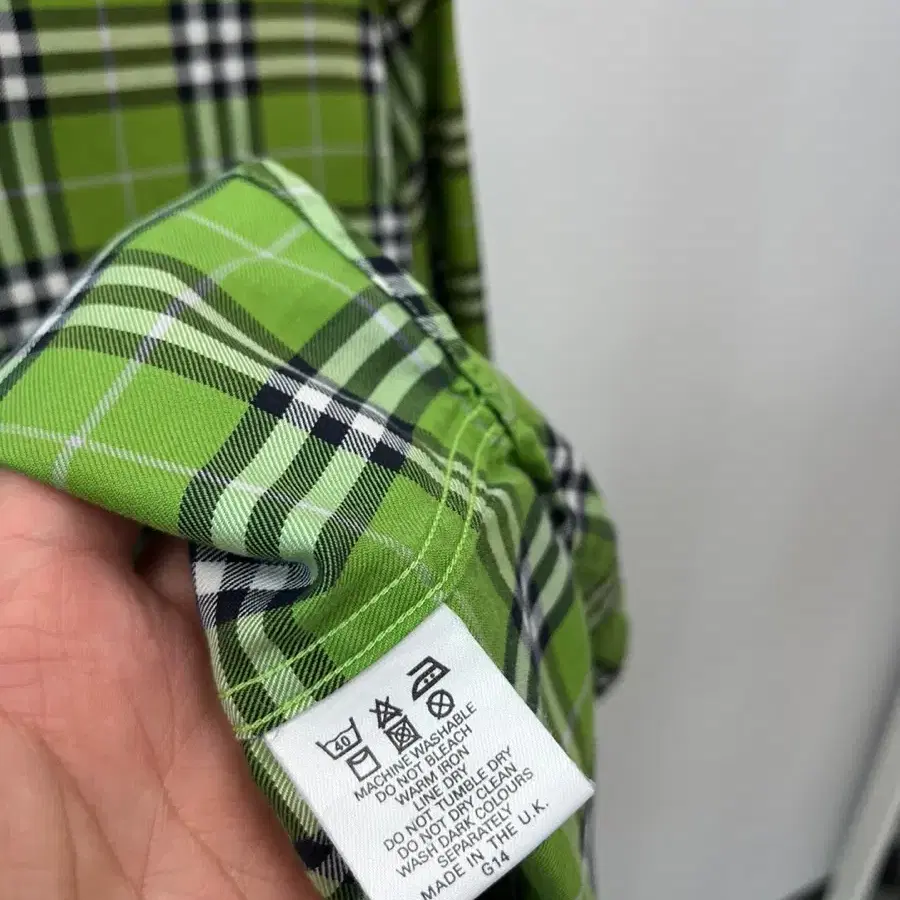 40
MACHINE WASHABLE
DO NOT BLEACH
WARM IRON
LINE DRY
DO NOT TUMBLE DRY
DO NOT DRY CLEAN
WASH DARK COLOURS
SEPARATELY
MADE IN THE U.K.
G14